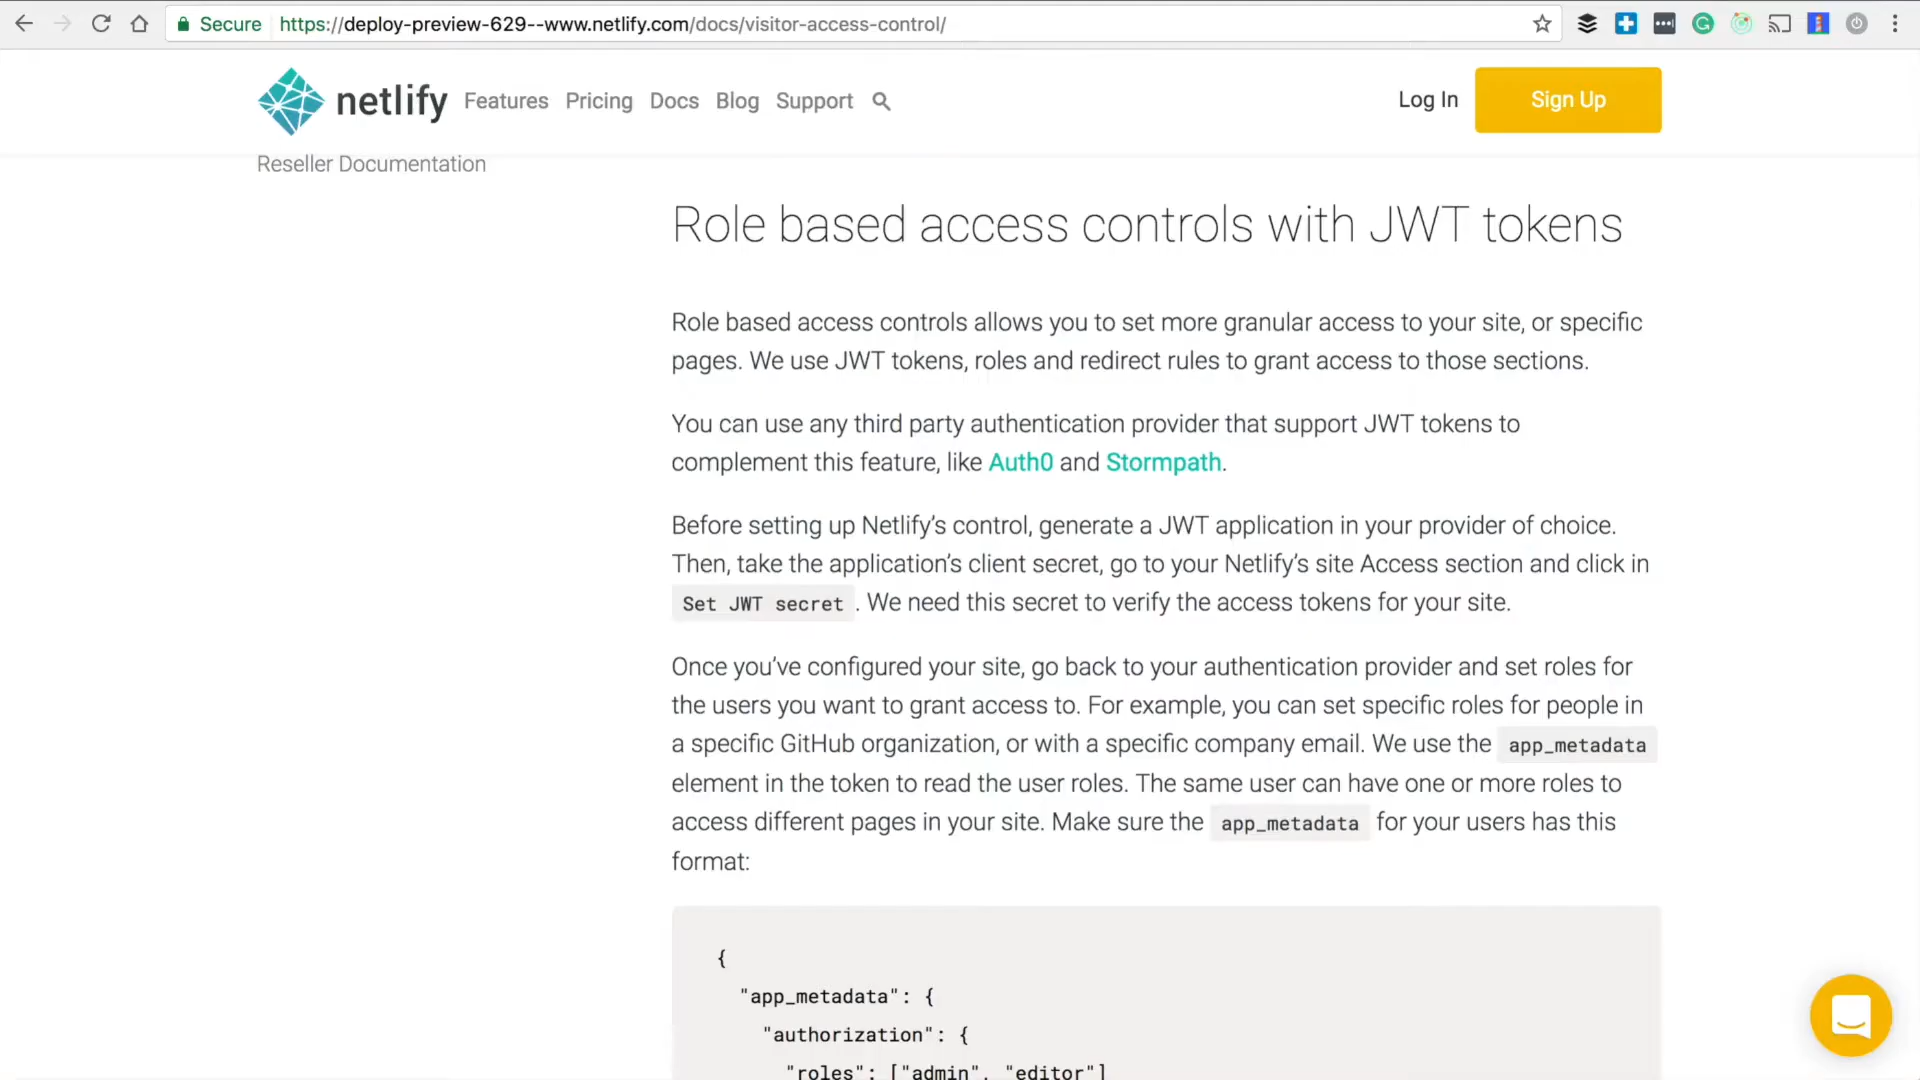 Secure https://deploy-preview-629--www.netlify.com/docs/visitor-access-control/
netlify Features Pricing Docs Blog Support Log In Sign Up
Reseller Documentation
Role based access controls with JWT tokens
Role based access controls allows you to set more granular access to your site, or specific
pages. We use JWT tokens, roles and redirect rules to grant access to those sections.
You can use any third party authentication provider that support JWT tokens to
complement this feature, like Auth0 and Stormpath.
Before setting up Netlify’s control, generate a JWT application in your provider of choice.
Then, take the application’s client secret, go to your Netlify’s site Access section and click in
Set JWT secret . We need this secret to verify the access tokens for your site.
Once you’ve configured your site, go back to your authentication provider and set roles for
the users you want to grant access to. For example, you can set specific roles for people in
a specific GitHub organization, or with a specific company email. We use the app_metadata
element in the token to read the user roles. The same user can have one or more roles to
access different pages in your site. Make sure the app_metadata for your users has this
format:
{
"app_metadata": {
"authorization": {
"roles": ["admin", "editor"]